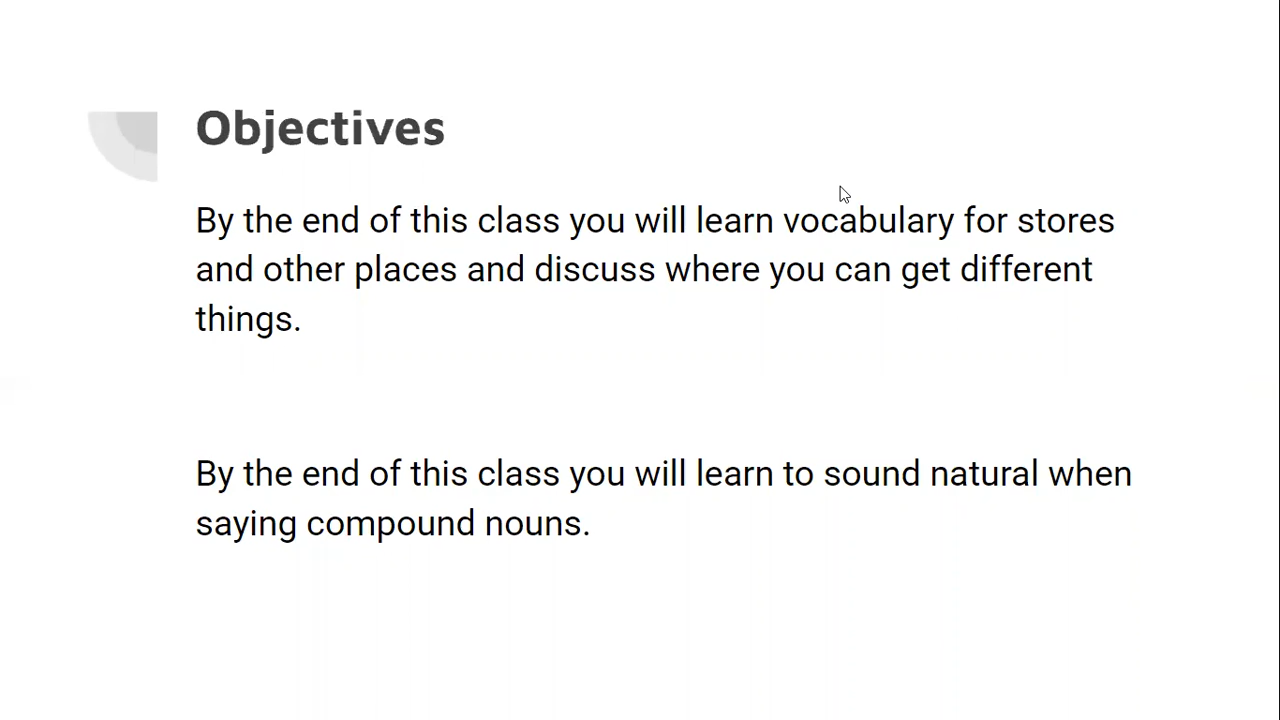 Objectives
By the end of this class you will learn vocabulary for stores
and other places and discuss where you can get different
things.
By the end of this class you will learn to sound natural when
saying compound nouns.